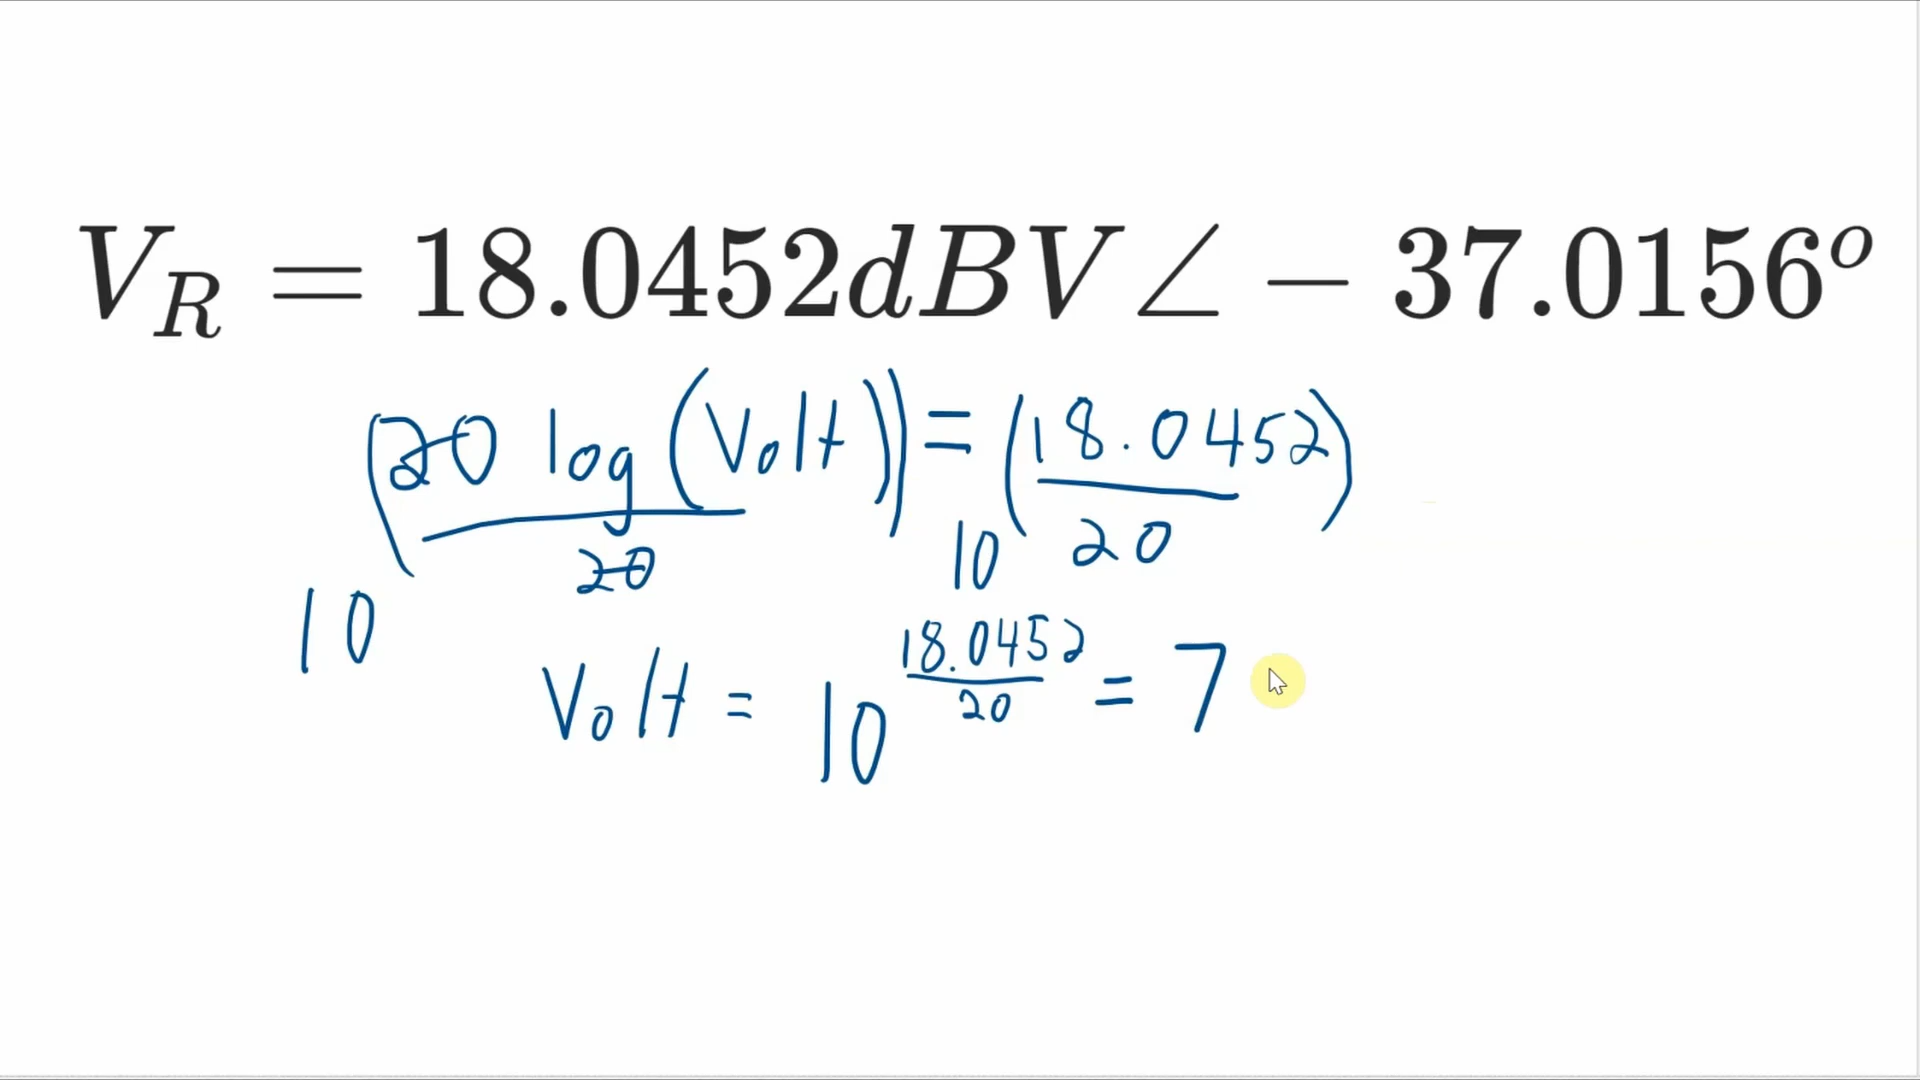 V_R = 18.0452dBV∠ − 37.0156°
(20 log(Volt)) = (18.0452)
20 10 20
10
18.0452
Volt = 10 20 = 7